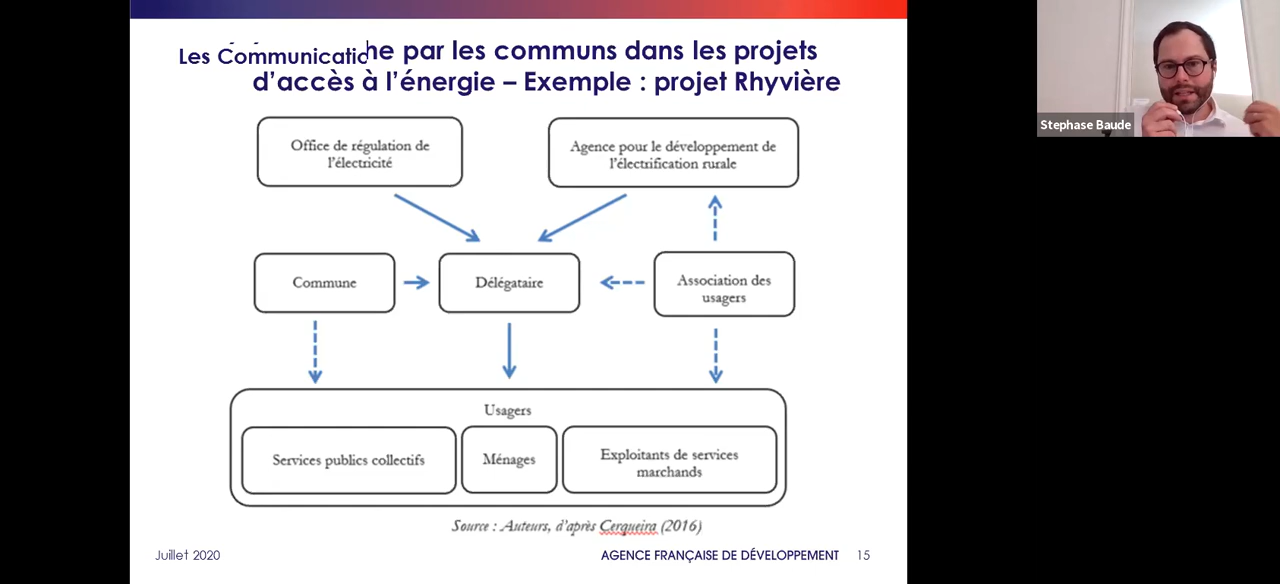 Les Communicatic
he par les communs dans les projets
d’accès à l’énergie – Exemple : projet Rhyvière
Stephase Baude
Office de régulation de
l’électricité
Agence pour le développement de
l’électrification rurale
Commune
Délégataire
Association des
usagers
Usagers
Services publics collectifs
Ménages
Exploitants de services
marchands
Source : Auteurs, d’après Cerqueira (2016)
Juillet 2020
AGENCE FRANÇAISE DE DÉVELOPPEMENT
15